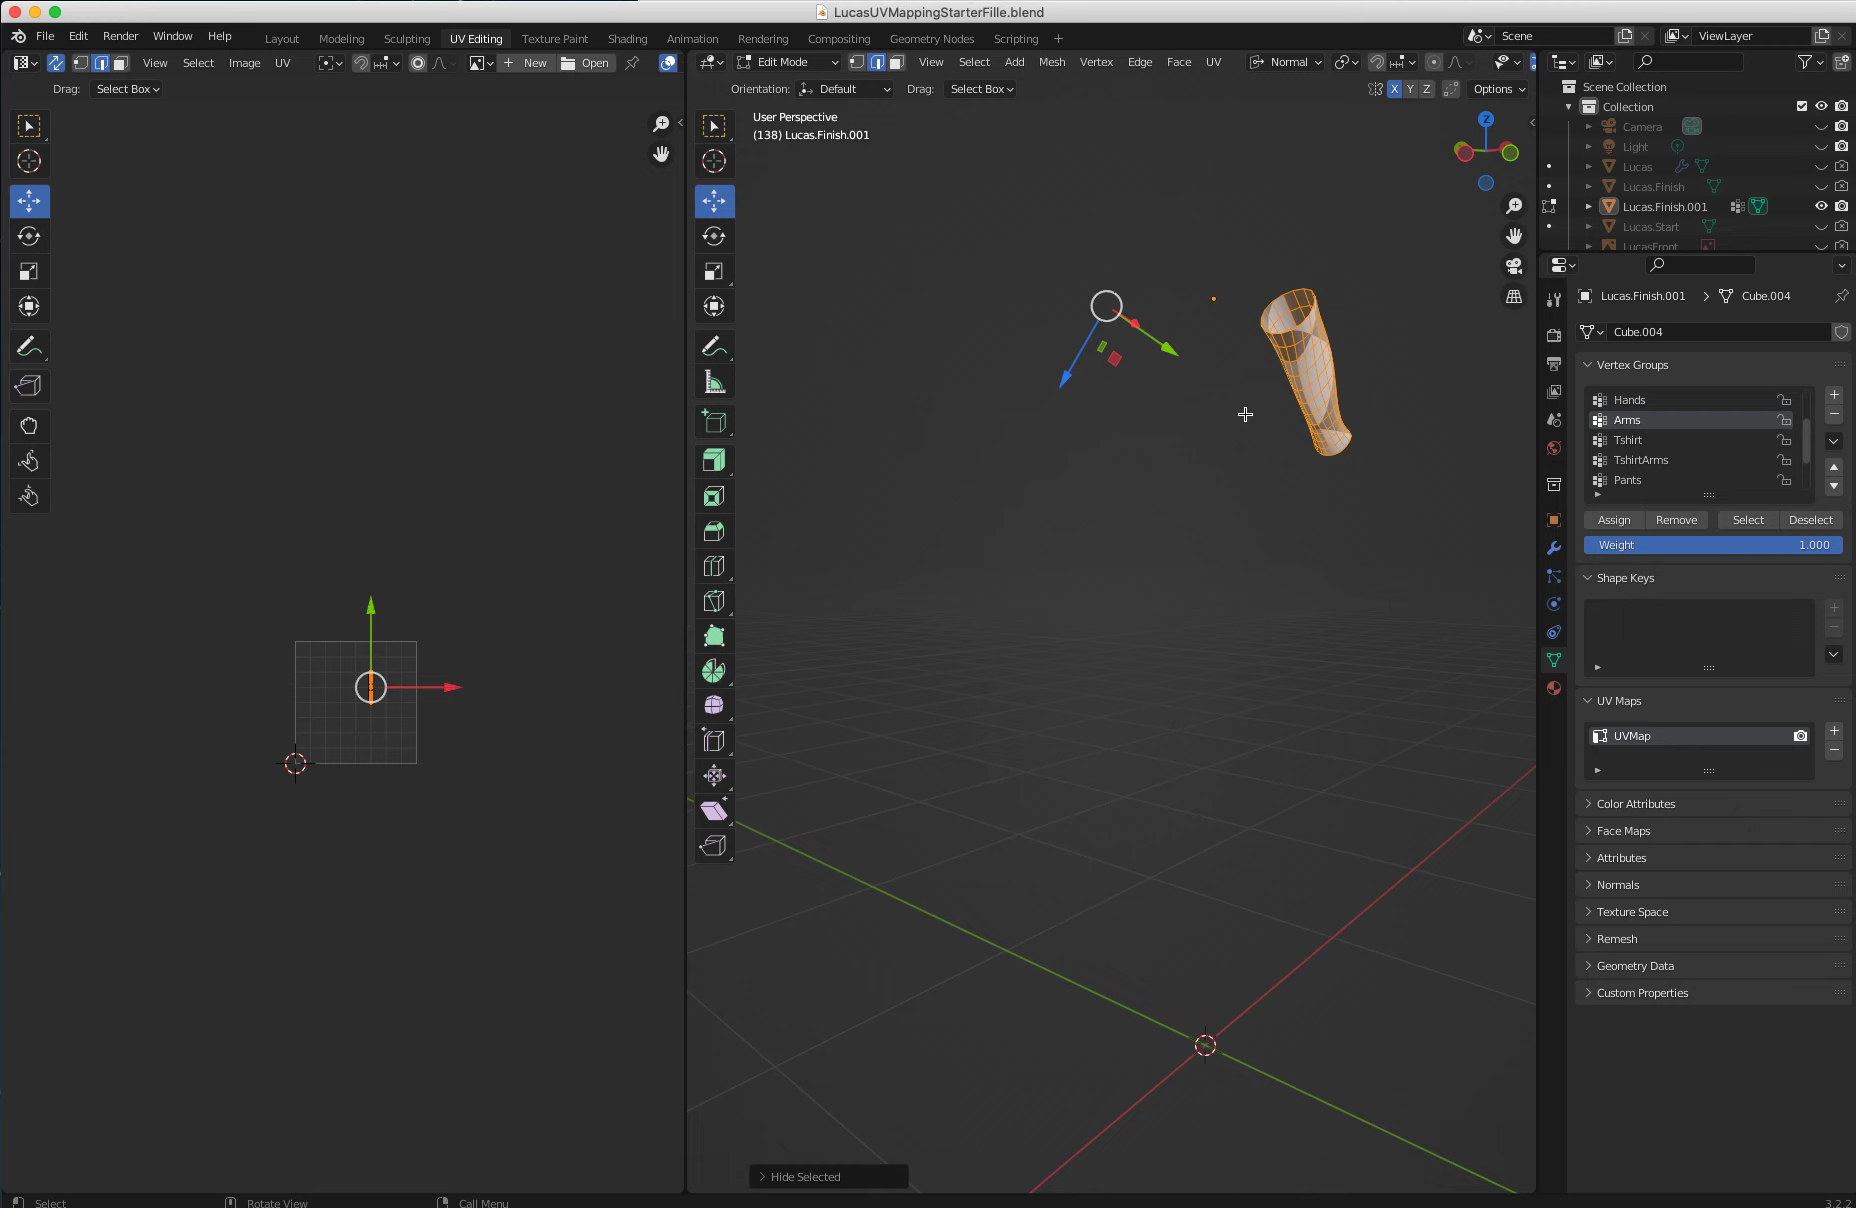 LucasUVMappingStarterFille.blend
File Edit Render Window Help Layout Modeling Sculpting UV Editing Texture Paint Shading Animation Rendering Compositing Geometry Nodes Scripting + Scene ViewLayer
View Select Image UV New Open Edit Mode View Select Add Mesh Vertex Edge Face UV Normal
Drag: Select Box Orientation: Default Drag: Select Box X Y Z Options
Scene Collection
Collection
Camera
Light
Lucas
Lucas.Finish
Lucas.Finish.001
Lucas.Start
LucasFront
User Perspective
(138) Lucas.Finish.001
Z
Lucas.Finish.001 > Cube.004
Cube.004
Vertex Groups
Hands
Arms
Tshirt
TshirtArms
Pants
Assign Remove Select Deselect
Weight 1.000
Shape Keys
UV Maps
UVMap
Color Attributes
Face Maps
Attributes
Normals
Texture Space
Remesh
Geometry Data
Custom Properties
Hide Selected
Select Rotate View Call Menu 3.2.2